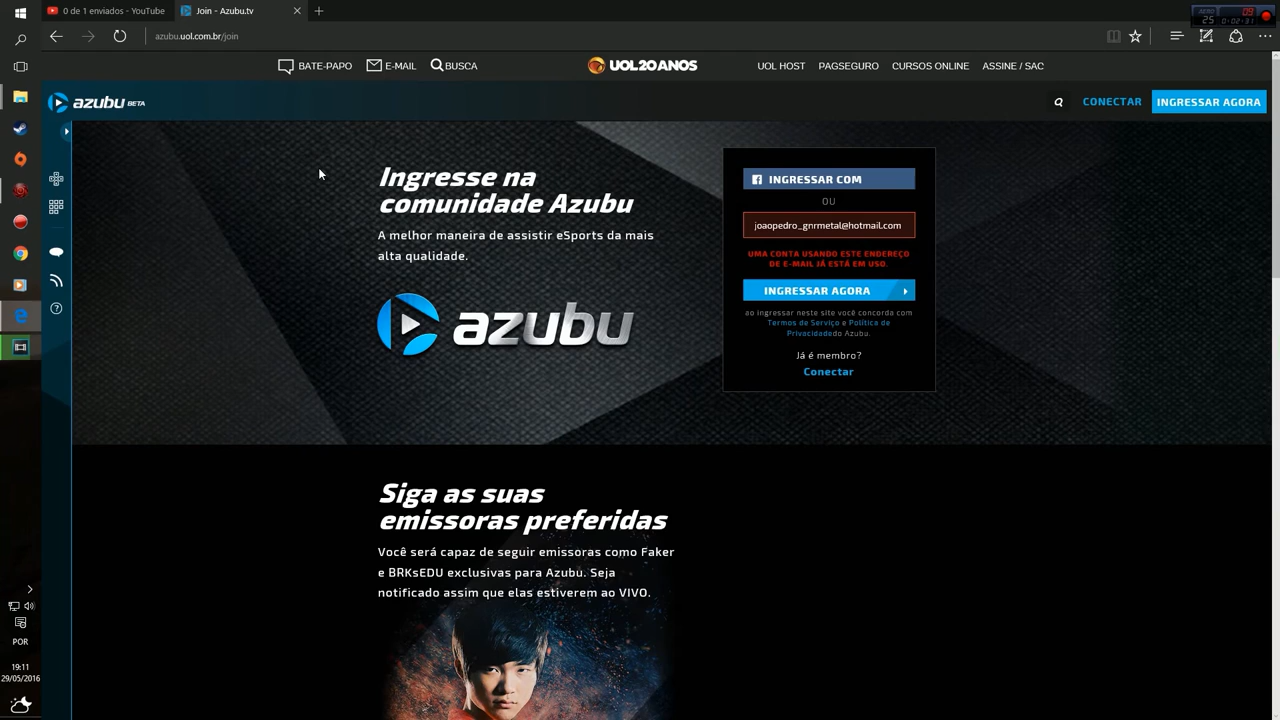 0 de 1 enviados - YouTube
Join - Azubu.tv
azubu.uol.com.br/join
25
09
0:02:31
BATE-PAPO
E-MAIL
BUSCA
UOL 20 ANOS
UOL HOST
PAGSEGURO
CURSOS ONLINE
ASSINE / SAC
azubu BETA
CONECTAR
INGRESSAR AGORA
Ingresse na
comunidade Azubu
A melhor maneira de assistir eSports da mais
alta qualidade.
azubu
INGRESSAR COM
OU
joaopedro_gnrmetal@hotmail.com
UMA CONTA USANDO ESTE ENDEREÇO
DE E-MAIL JÁ ESTÁ EM USO.
INGRESSAR AGORA
ao ingressar neste site você concorda com
Termos de Serviço e Política de
Privacidadedo Azubu.
Já é membro?
Conectar
Siga as suas
emissoras preferidas
Você será capaz de seguir emissoras como Faker
e BRKsEDU exclusivas para Azubu. Seja
notificado assim que elas estiverem ao VIVO.
POR
19:11
29/05/2016